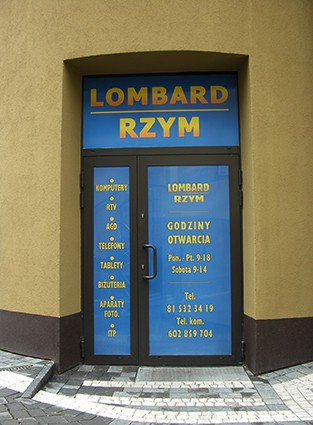 LOMBARD
RZYM
KOMPUTERY
RTV
AGD
TELEFONY
TABLETY
BIŻUTERIA
APARATY
FOTO.
ITP
LOMBARD
RZYM
GODZINY
OTWARCIA
Pon. - Pt. 9-18
Sobota 9-14
Tel.
81 532 34 19
Tel. kom.
602 859 704